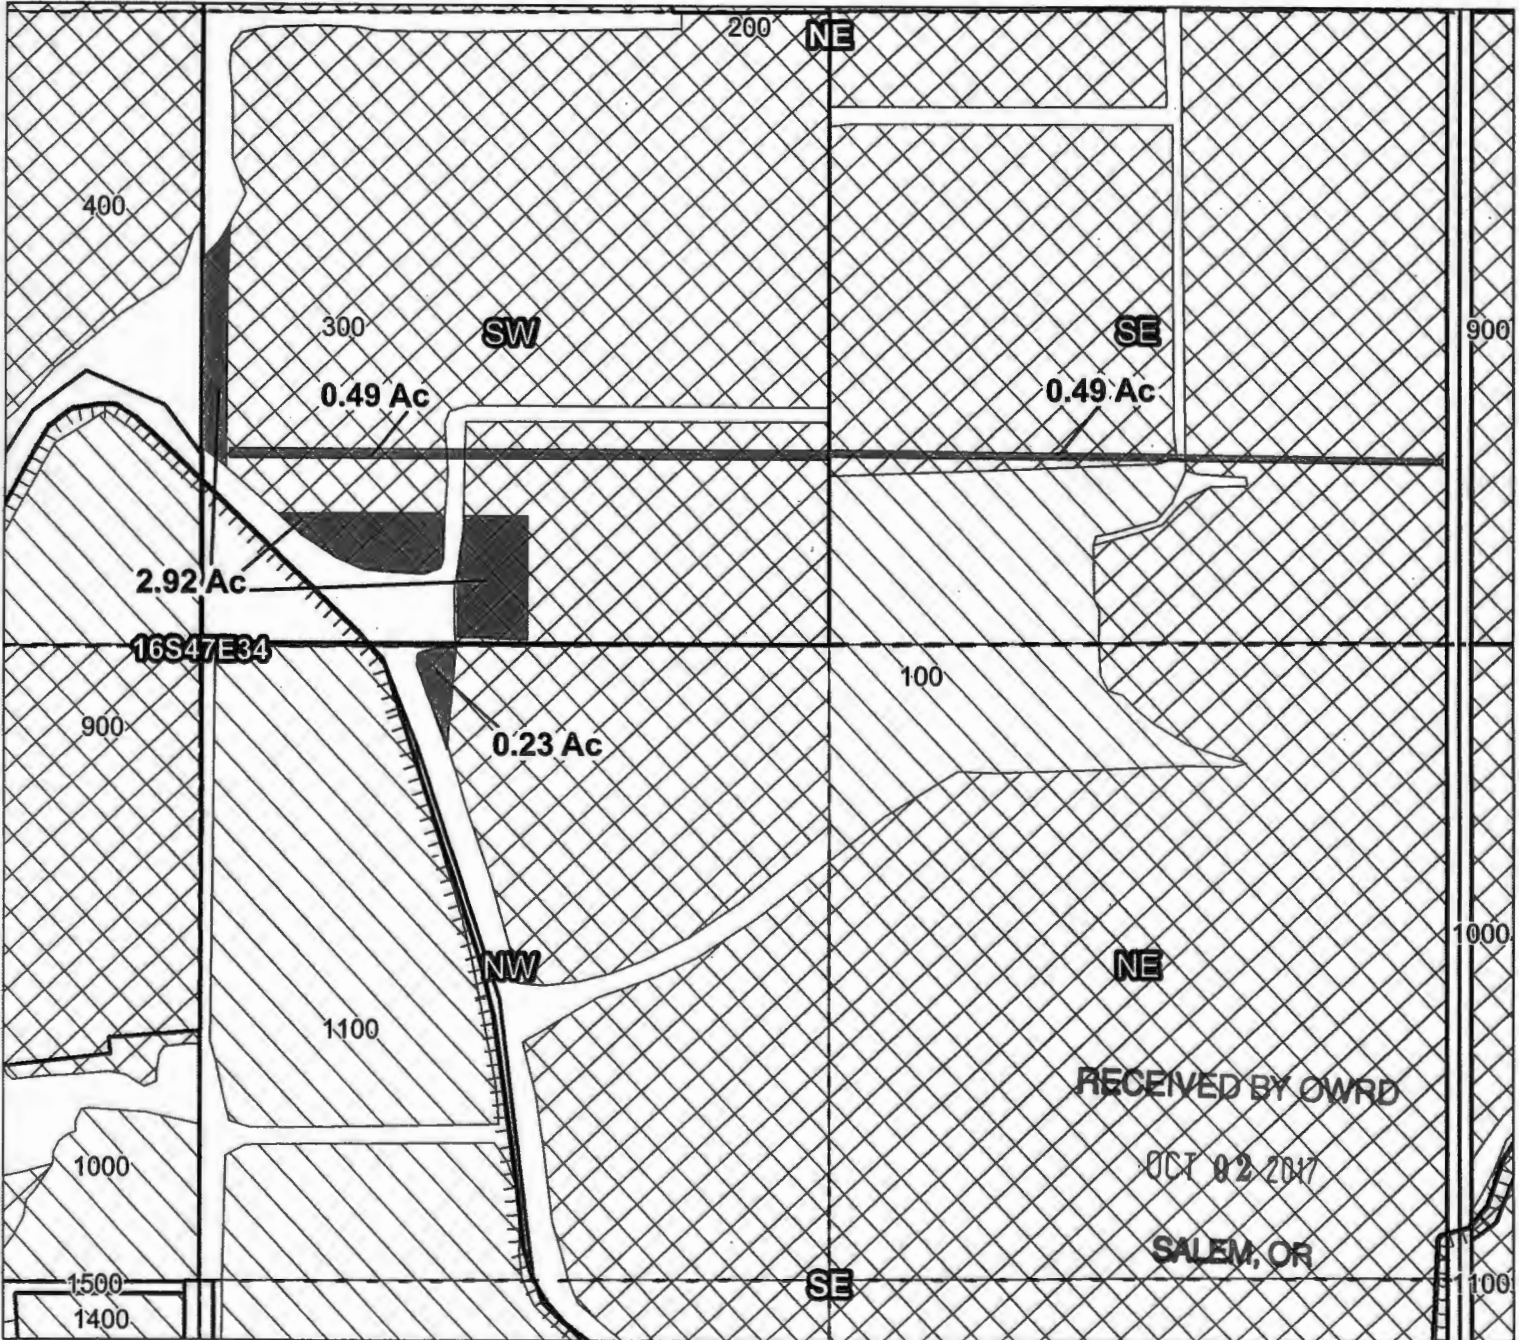 200
NE
400
300
SW
SE
900
0.49 Ac
0.49 Ac
2.92 Ac
16S47E34
100
900
0.23 Ac
1000
NW
NE
1100
RECEIVED BY OWRD
OCT 02 2017
1000
SALEM, OR
1500
SE
1100
1400